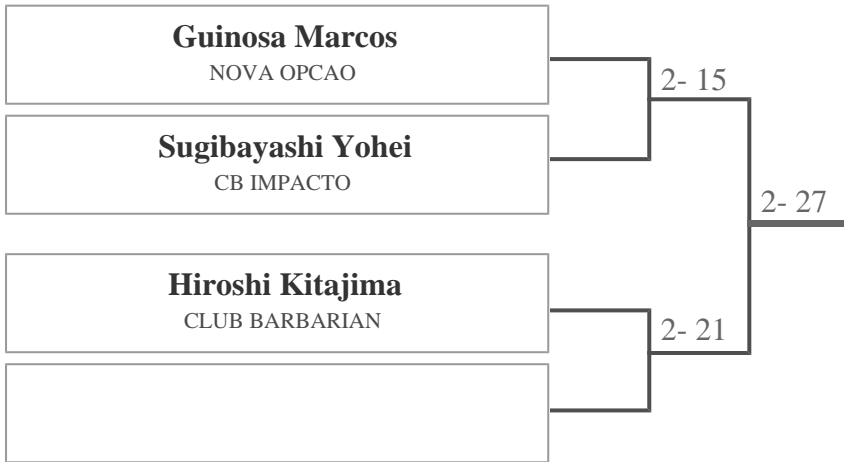 Guinosa Marcos
NOVA OPCAO
2- 15
Sugibayashi Yohei
CB IMPACTO
2- 27
Hiroshi Kitajima
CLUB BARBARIAN
2- 21